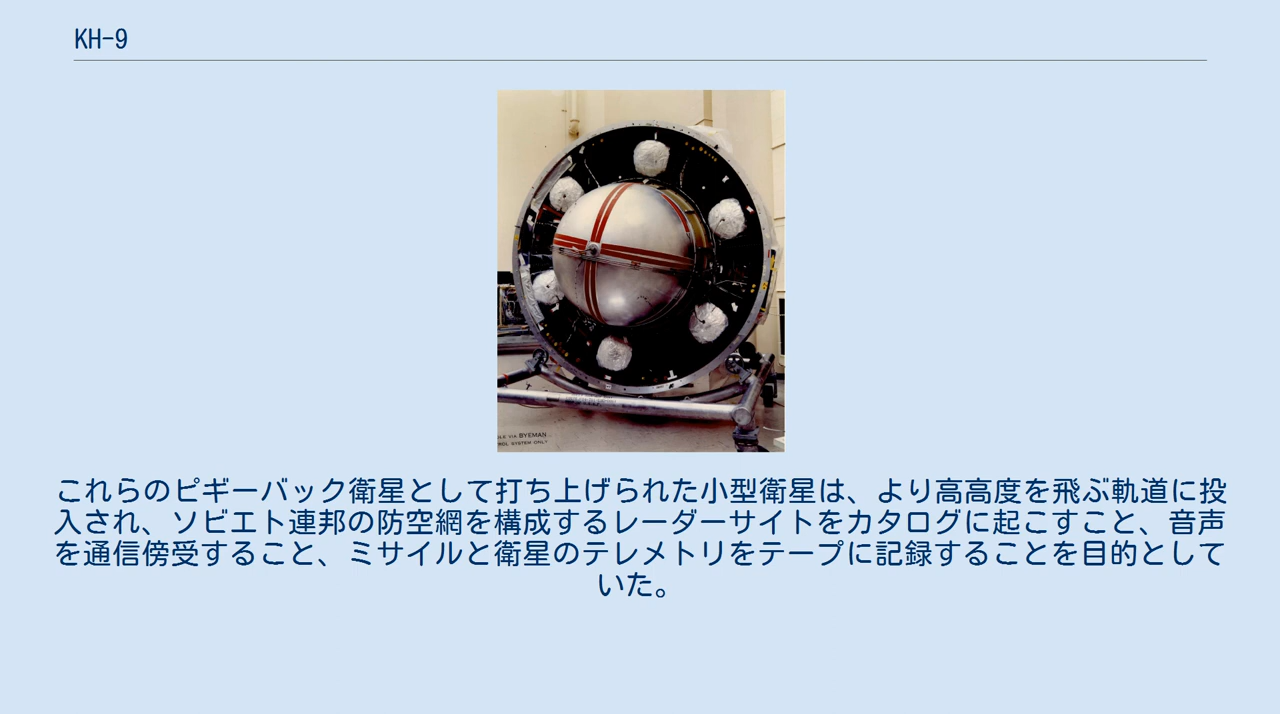 KH-9
BYEMAN
SYSTEM ONLY
これらのピギーバック衛星として打ち上げられた小型衛星は、より高高度を飛ぶ軌道に投
入され、ソビエト連邦の防空網を構成するレーダーサイトをカタログに起こすこと、音声
を通信傍受すること、ミサイルと衛星のテレメトリをテープに記録することを目的として
いた。